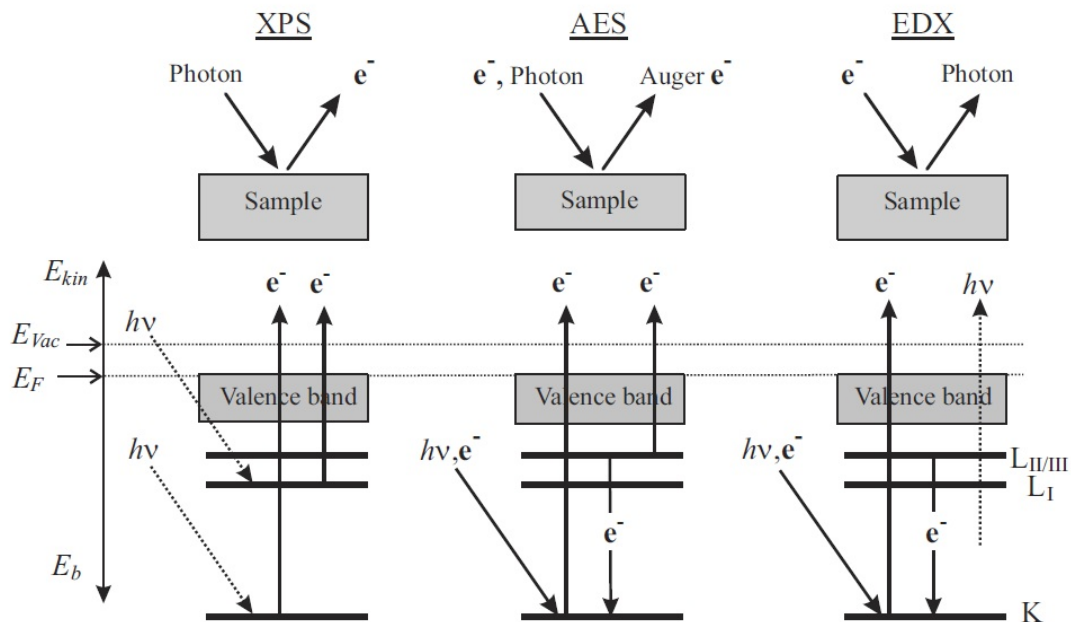 XPS AES EDX
Photon e⁻ e⁻, Photon Auger e⁻ e⁻ Photon
Sample Sample Sample
E_kin e⁻ e⁻ e⁻ e⁻ e⁻ hν
hν
E_Vac
E_F
Valence band Valence band Valence band
hν hν,e⁻ hν,e⁻ L_II/III
L_I
e⁻ e⁻
E_b
K